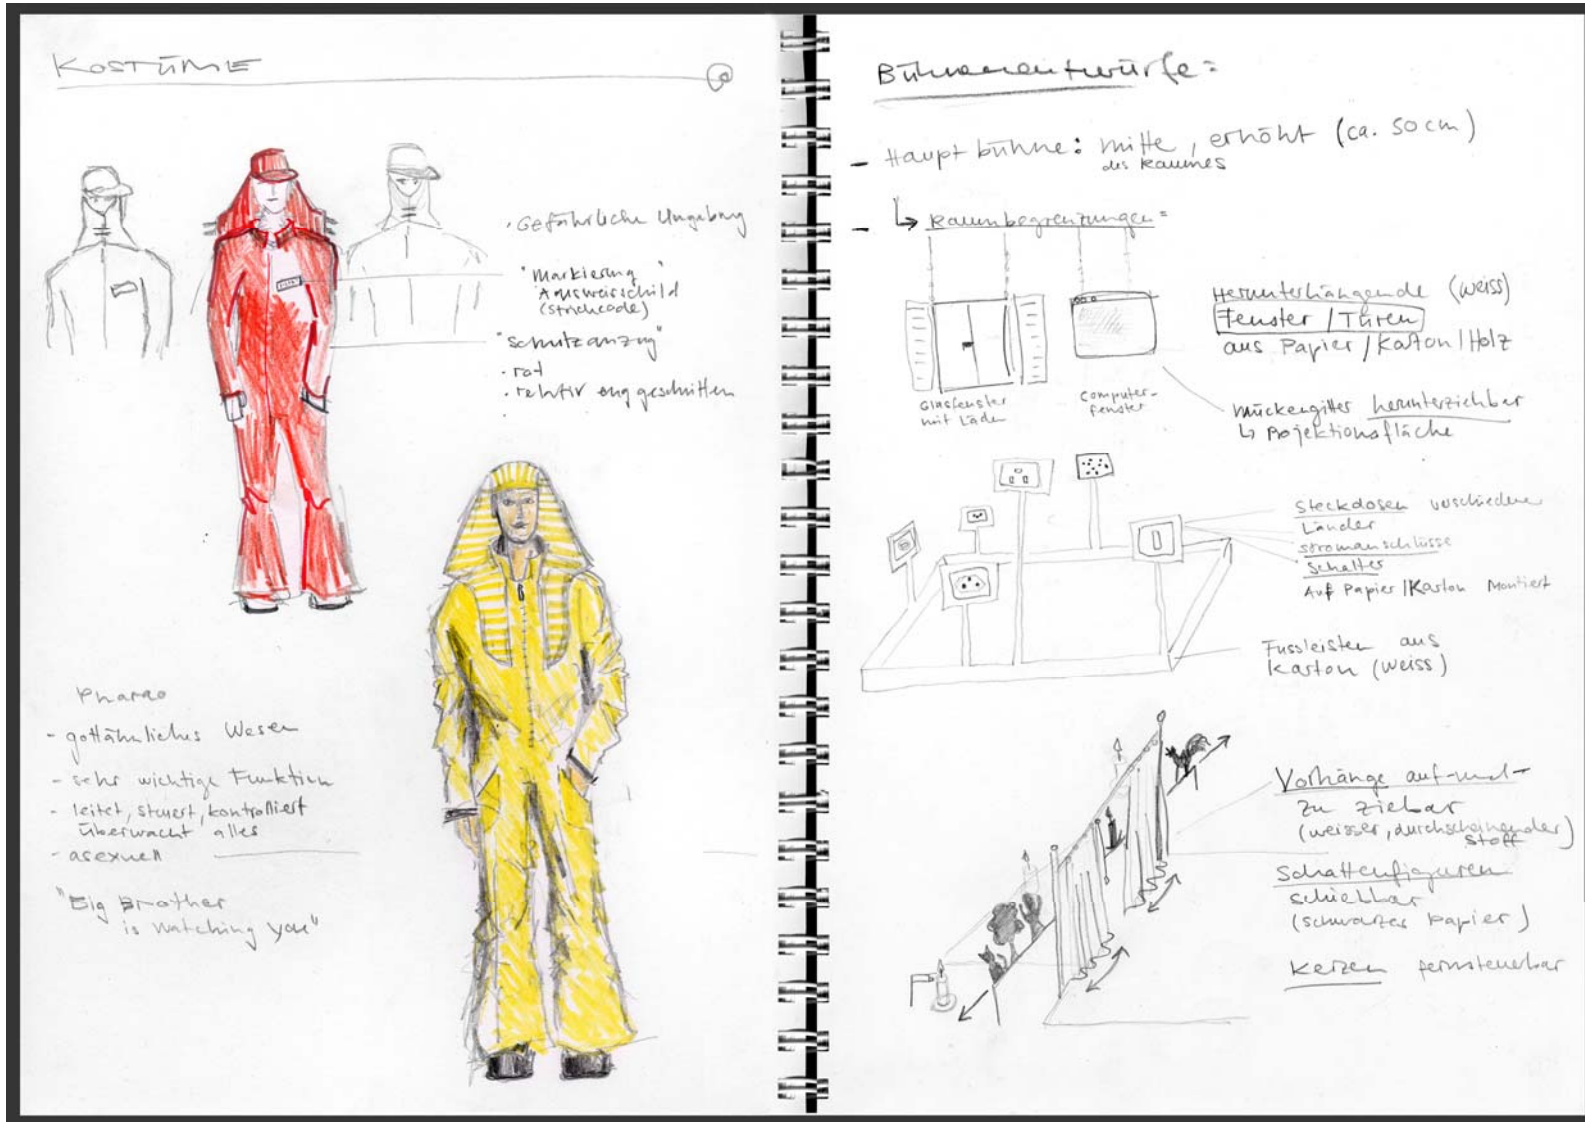 KOSTÜME
• Gefährliche Umgebung
"Markierung"
Ausweisschild
(Strichcode)
"Schutzanzug"
• rot
• relativ eng geschnitten
Pharao
- gottähnliches Wesen
- sehr wichtige Funktion
- leitet, steuert, kontrolliert
überwacht alles
- asexuell
"Big Brother
is watching you"
Bühnenentwürfe:
- Hauptbühne: mitte, erhöht (ca. 50 cm)
des Raumes
- Raumbegrenzungen:
Herunterhängende (weiss)
Fenster / Türen
aus Papier / Karton / Holz
Glasfenster
mit Läden
Computer-
fenster
Mückengitter herunterziehbar
Projektionsfläche
Steckdosen verschiedene
Länder
Stromanschlüsse
Schalter
Auf Papier / Karton Montiert
Fussleisten aus
Karton (weiss)
Vorhänge auf- und-
zu ziebar
(weisser, durchscheinender
Stoff)
Schattenfiguren
schiebbar
(schwarzes Papier)
Kerzen fernsteuerbar